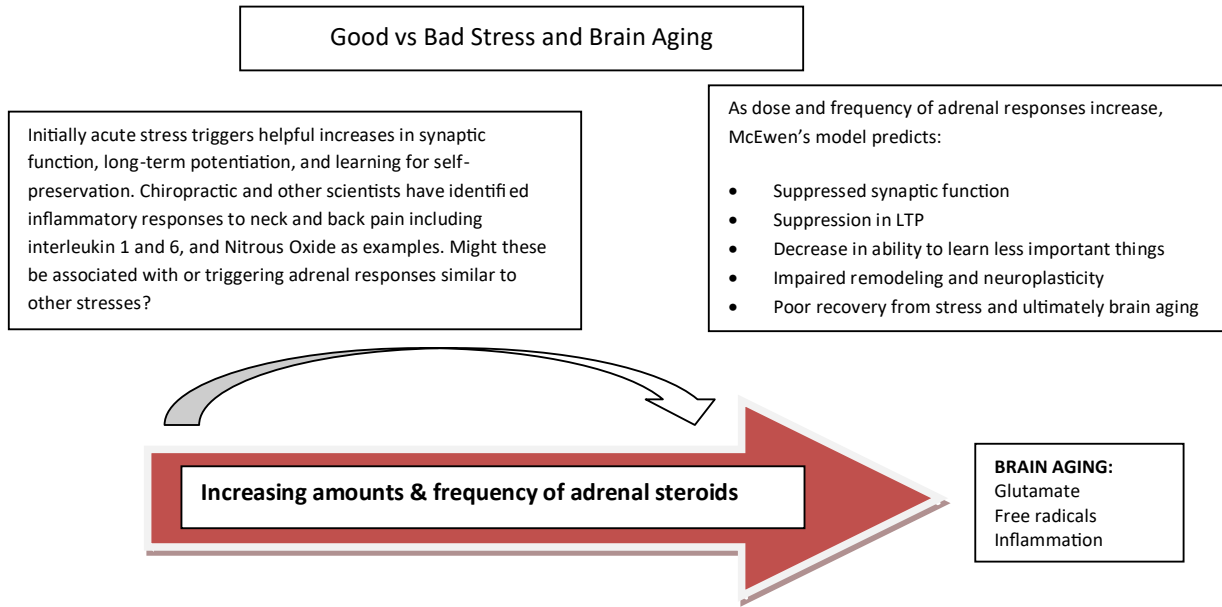 Good vs Bad Stress and Brain Aging
Initially acute stress triggers helpful increases in synaptic
function, long-term potentiation, and learning for self-
preservation. Chiropractic and other scientists have identified
inflammatory responses to neck and back pain including
interleukin 1 and 6, and Nitrous Oxide as examples. Might these
be associated with or triggering adrenal responses similar to
other stresses?
As dose and frequency of adrenal responses increase,
McEwen’s model predicts:
• Suppressed synaptic function
• Suppression in LTP
• Decrease in ability to learn less important things
• Impaired remodeling and neuroplasticity
• Poor recovery from stress and ultimately brain aging
Increasing amounts & frequency of adrenal steroids
BRAIN AGING:
Glutamate
Free radicals
Inflammation